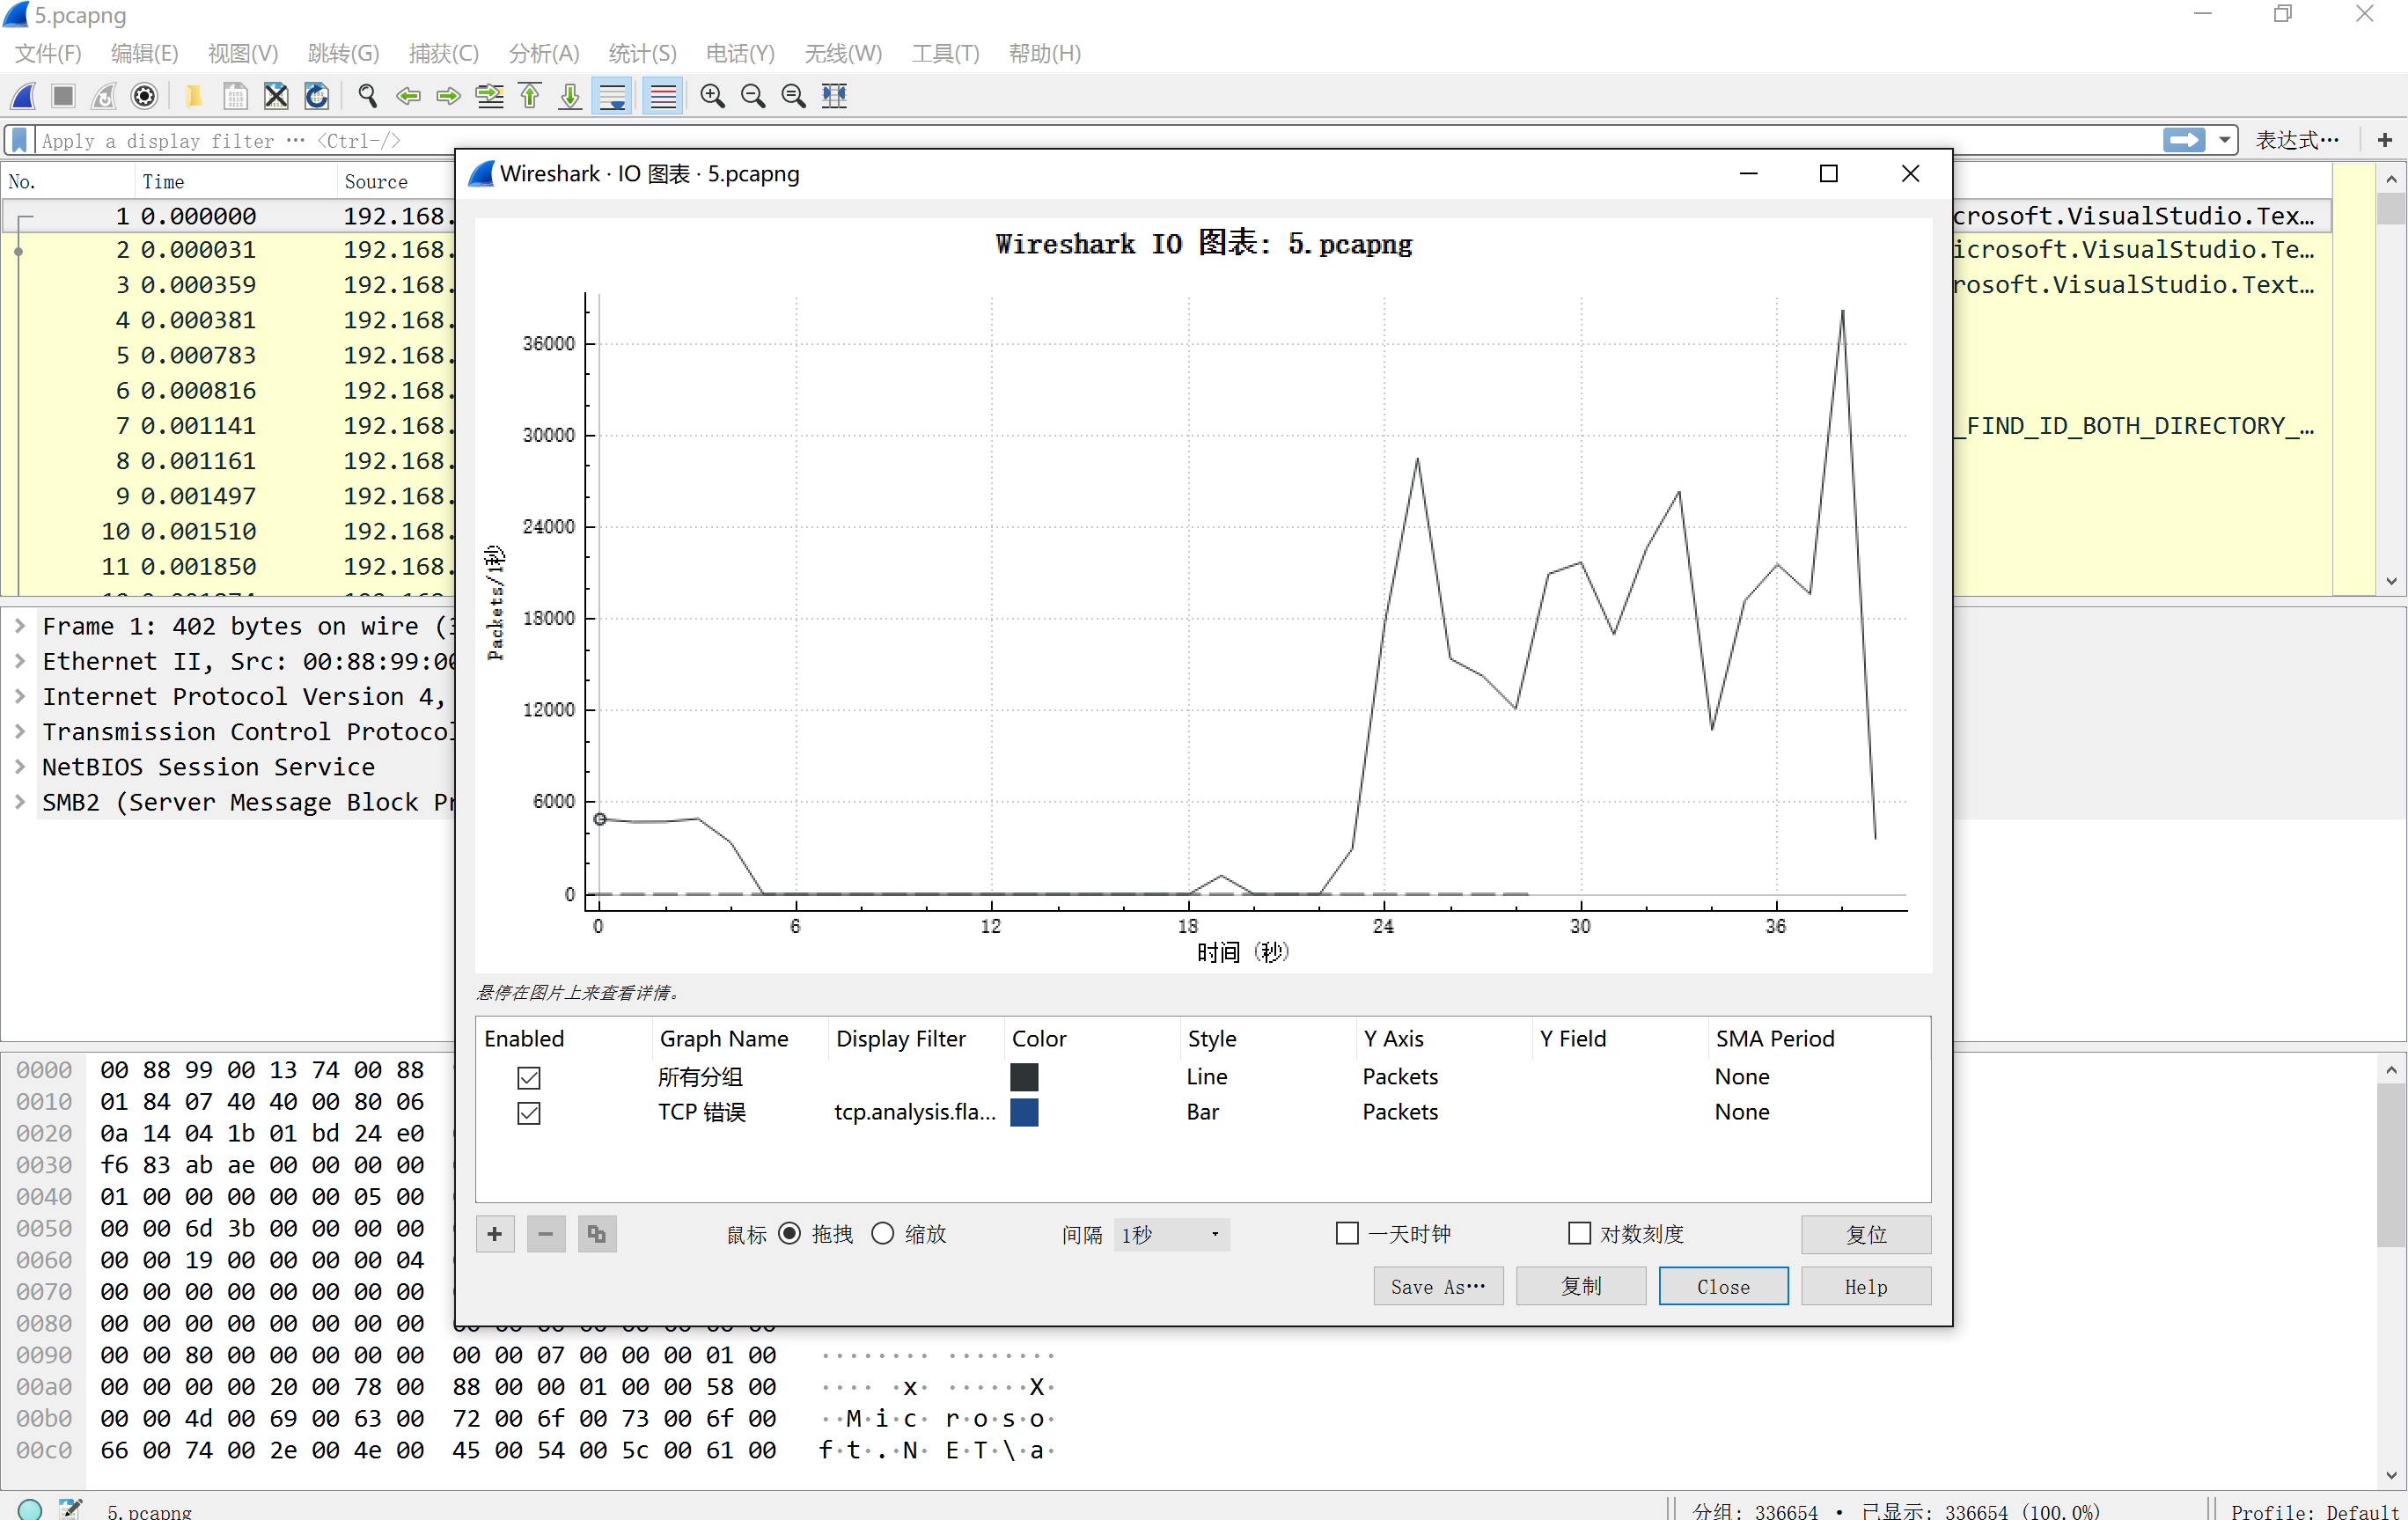 5.pcapng
文件(F) 编辑(E) 视图(V) 跳转(G) 捕获(C) 分析(A) 统计(S) 电话(Y) 无线(W) 工具(T) 帮助(H)
Apply a display filter … <Ctrl-/> 表达式…
No. Time Source
1 0.000000 192.168. crosoft.VisualStudio.Tex…
2 0.000031 192.168. icrosoft.VisualStudio.Te…
3 0.000359 192.168. rosoft.VisualStudio.Text…
4 0.000381 192.168.
5 0.000783 192.168.
6 0.000816 192.168.
7 0.001141 192.168. _FIND_ID_BOTH_DIRECTORY_…
8 0.001161 192.168.
9 0.001497 192.168.
10 0.001510 192.168.
11 0.001850 192.168.
Frame 1: 402 bytes on wire (
Ethernet II, Src: 00:88:99:00
Internet Protocol Version 4,
Transmission Control Protocol
NetBIOS Session Service
SMB2 (Server Message Block Pr
0000 00 88 99 00 13 74 00 88
0010 01 84 07 40 40 00 80 06
0020 0a 14 04 1b 01 bd 24 e0
0030 f6 83 ab ae 00 00 00 00
0040 01 00 00 00 00 00 05 00
0050 00 00 6d 3b 00 00 00 00
0060 00 00 19 00 00 00 00 04
0070 00 00 00 00 00 00 00 00
0080 00 00 00 00 00 00 00 00 00 00 00 00 00 00 00 00
0090 00 00 80 00 00 00 00 00 00 00 07 00 00 00 01 00 ········ ········
00a0 00 00 00 00 20 00 78 00 88 00 00 01 00 00 58 00 ···· ·x· ······X·
00b0 00 00 4d 00 69 00 63 00 72 00 6f 00 73 00 6f 00 ··M·i·c· r·o·s·o·
00c0 66 00 74 00 2e 00 4e 00 45 00 54 00 5c 00 61 00 f·t·.·N· E·T·\·a·
Wireshark · IO 图表 · 5.pcapng
Wireshark IO 图表: 5.pcapng
36000
30000
24000
18000
12000
6000
0
Packets/1秒
0 6 12 18 24 30 36
时间 (秒)
悬停在图片上来查看详情。
Enabled Graph Name Display Filter Color Style Y Axis Y Field SMA Period
所有分组 Line Packets None
TCP 错误 tcp.analysis.fla... Bar Packets None
鼠标 拖拽 缩放 间隔 1秒 一天时钟 对数刻度 复位
Save As… 复制 Close Help
5.pcapng 分组: 336654 · 已显示: 336654 (100.0%) Profile: Default